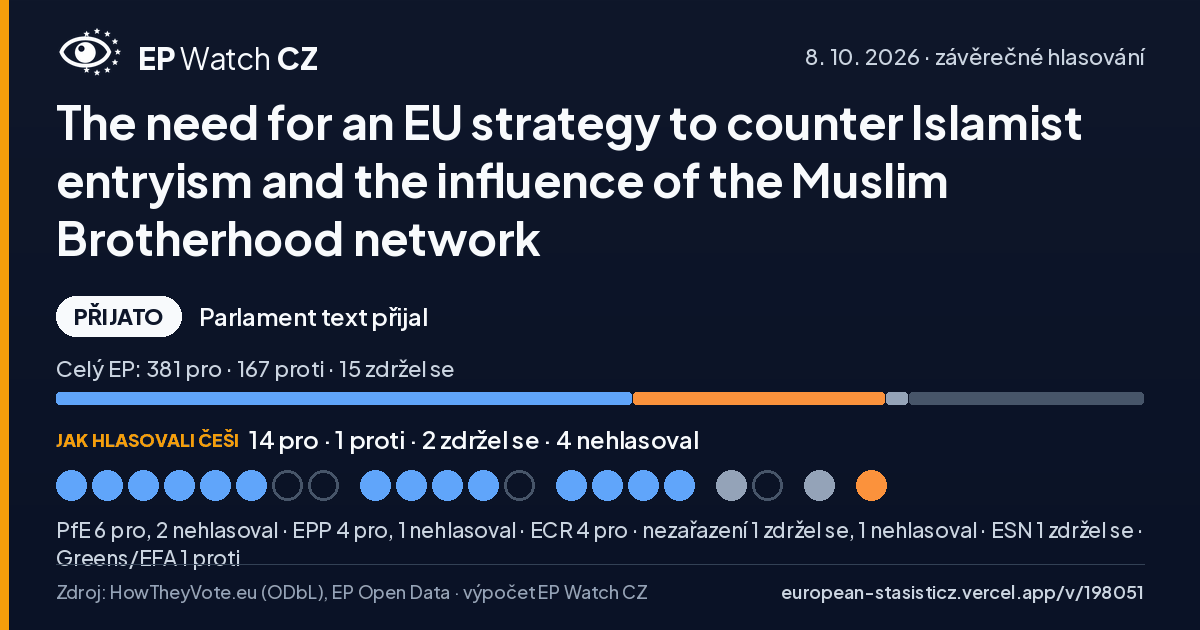 EP Watch CZ
8. 10. 2026 · závěrečné hlasování
The need for an EU strategy to counter Islamist
entryism and the influence of the Muslim
Brotherhood network
PŘIJATO
Parlament text přijal
Celý EP: 381 pro · 167 proti · 15 zdržel se
JAK HLASOVALI ČEŠI 14 pro · 1 proti · 2 zdržel se · 4 nehlasoval
PfE 6 pro, 2 nehlasoval · EPP 4 pro, 1 nehlasoval · ECR 4 pro · nezařazení 1 zdržel se, 1 nehlasoval · ESN 1 zdržel se ·
Greens/EFA 1 proti
Zdroj: HowTheyVote.eu (ODbL), EP Open Data · výpočet EP Watch CZ
european-stasisticz.vercel.app/v/198051